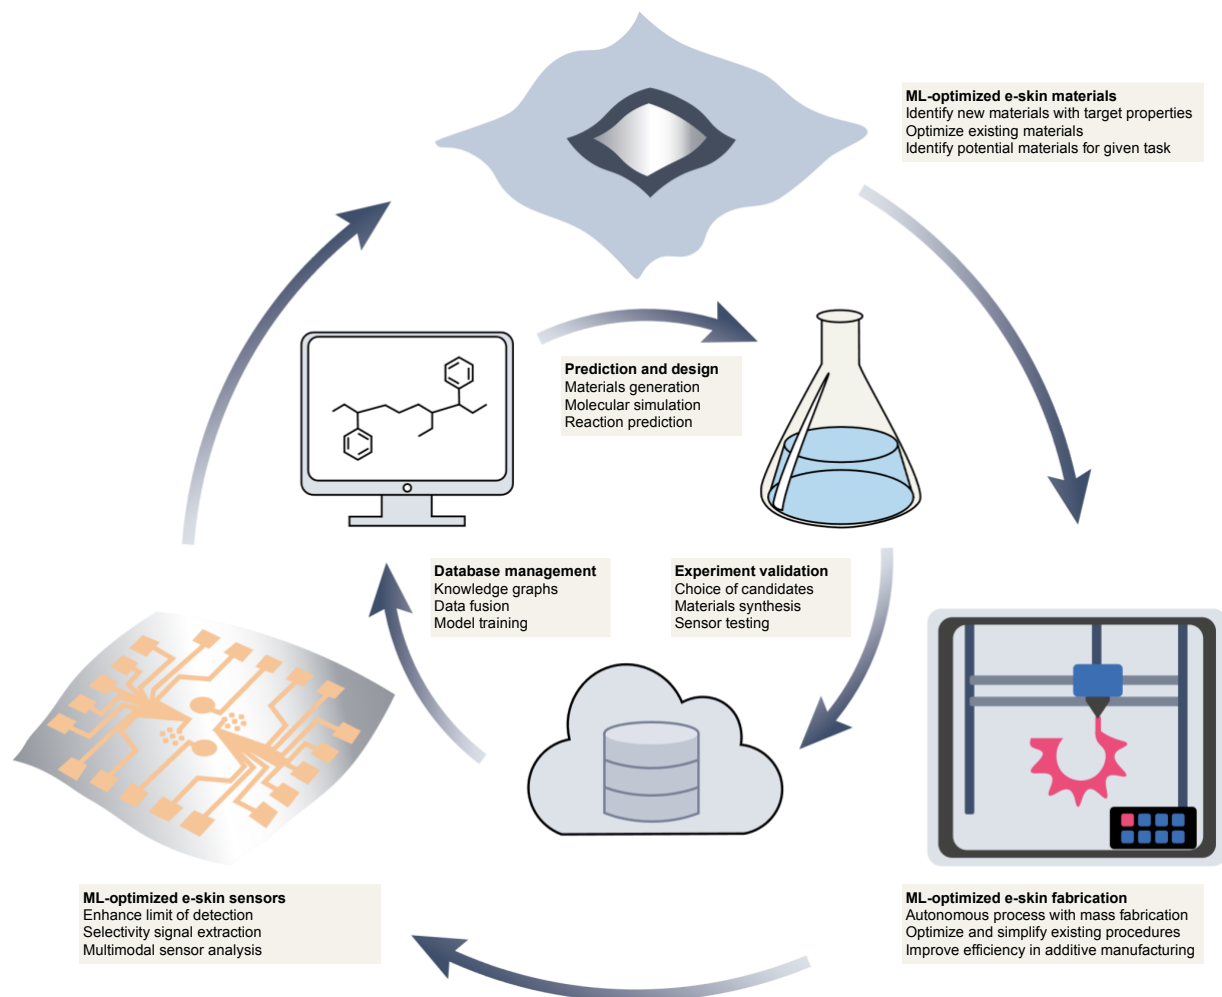 ML-optimized e-skin materials
Identify new materials with target properties
Optimize existing materials
Identify potential materials for given task
Prediction and design
Materials generation
Molecular simulation
Reaction prediction
Database management
Knowledge graphs
Data fusion
Model training
Experiment validation
Choice of candidates
Materials synthesis
Sensor testing
ML-optimized e-skin sensors
Enhance limit of detection
Selectivity signal extraction
Multimodal sensor analysis
ML-optimized e-skin fabrication
Autonomous process with mass fabrication
Optimize and simplify existing procedures
Improve efficiency in additive manufacturing